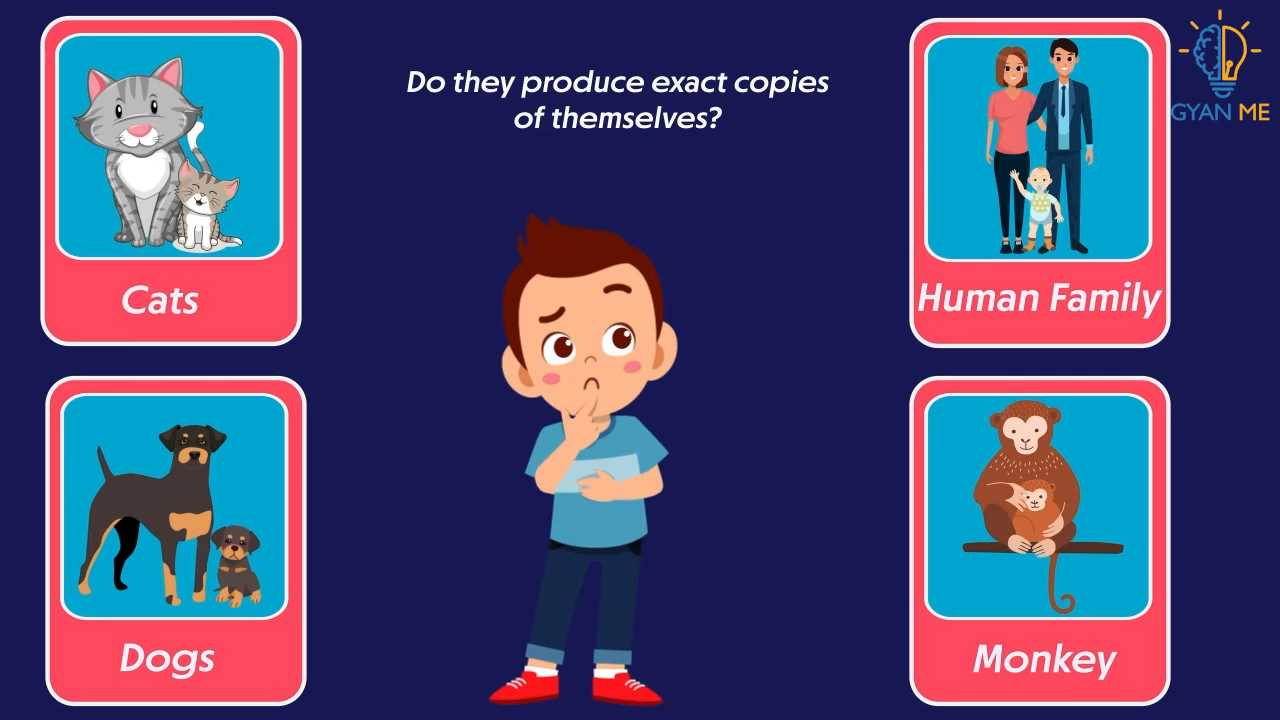 Do they produce exact copies
of themselves?
GYAN ME
Cats
Human Family
Dogs
Monkey